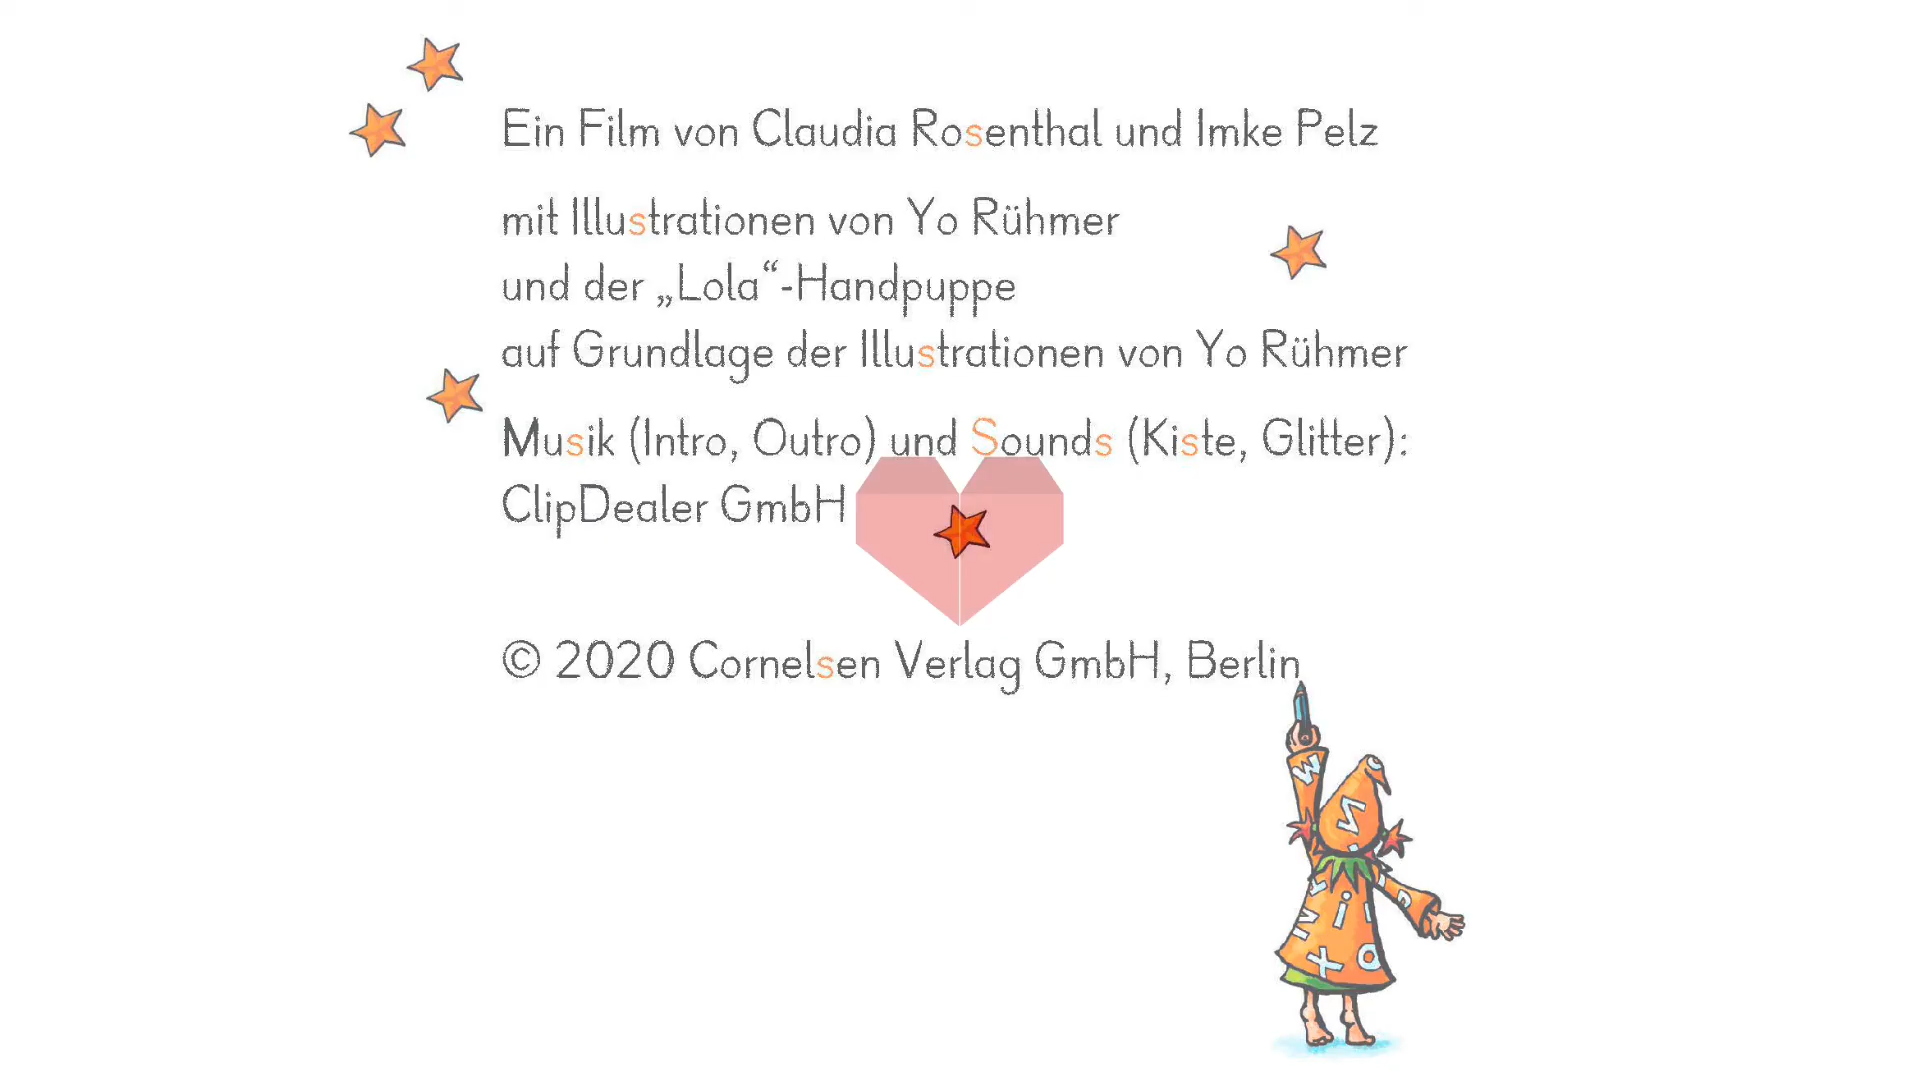 Ein Film von Claudia Rosenthal und Imke Pelz
mit Illustrationen von Yo Rühmer
und der „Lola“-Handpuppe
auf Grundlage der Illustrationen von Yo Rühmer
Musik (Intro, Outro) und Sounds (Kiste, Glitter):
ClipDealer GmbH
© 2020 Cornelsen Verlag GmbH, Berlin